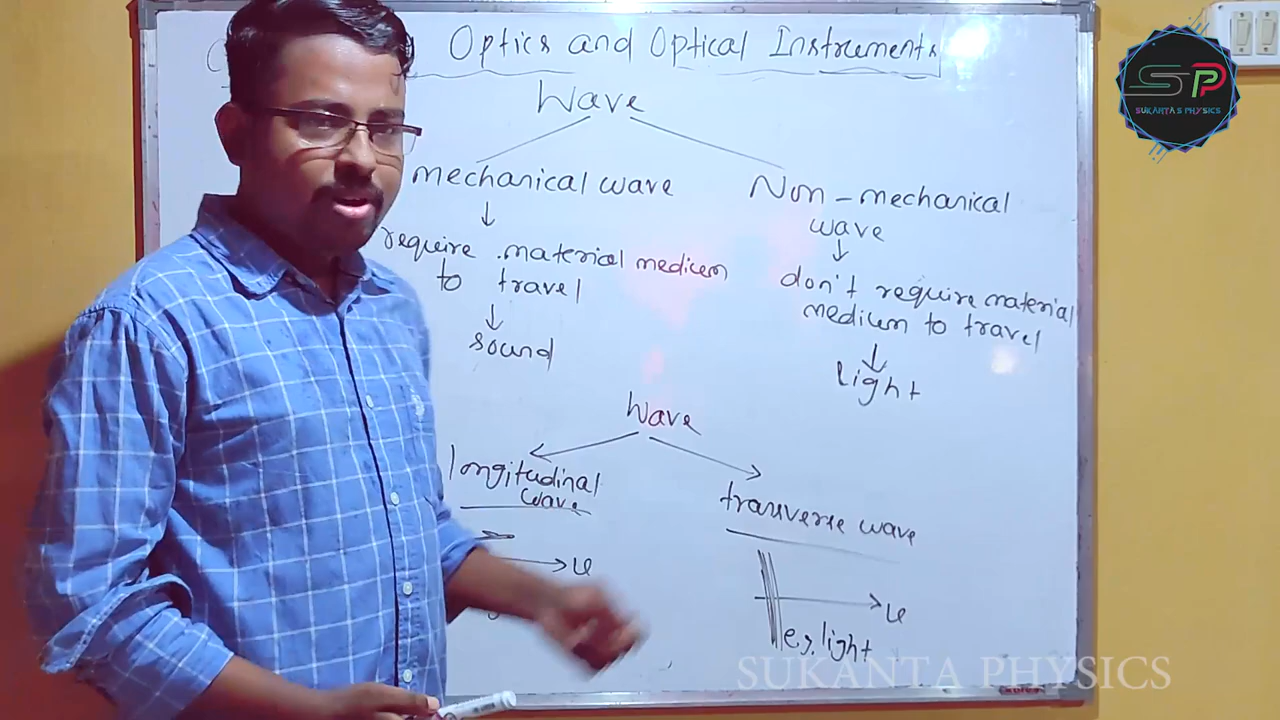 Optics and Optical Instruments
Wave
mechanical wave
require material medium
to travel
sound
Non-mechanical
wave
don't require material
medium to travel
light
Wave
longitudinal
wave
u
transverse wave
u
e.g. light
SP
SUKANTA'S PHYSICS
SUKANTA PHYSICS